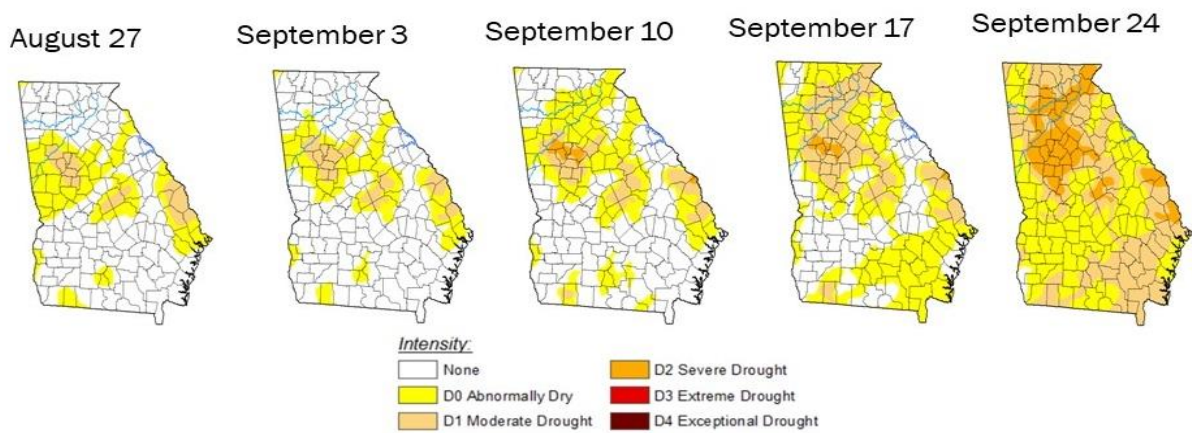 August 27
September 3
September 10
September 17
September 24
Intensity:
None
D0 Abnormally Dry
D1 Moderate Drought
D2 Severe Drought
D3 Extreme Drought
D4 Exceptional Drought